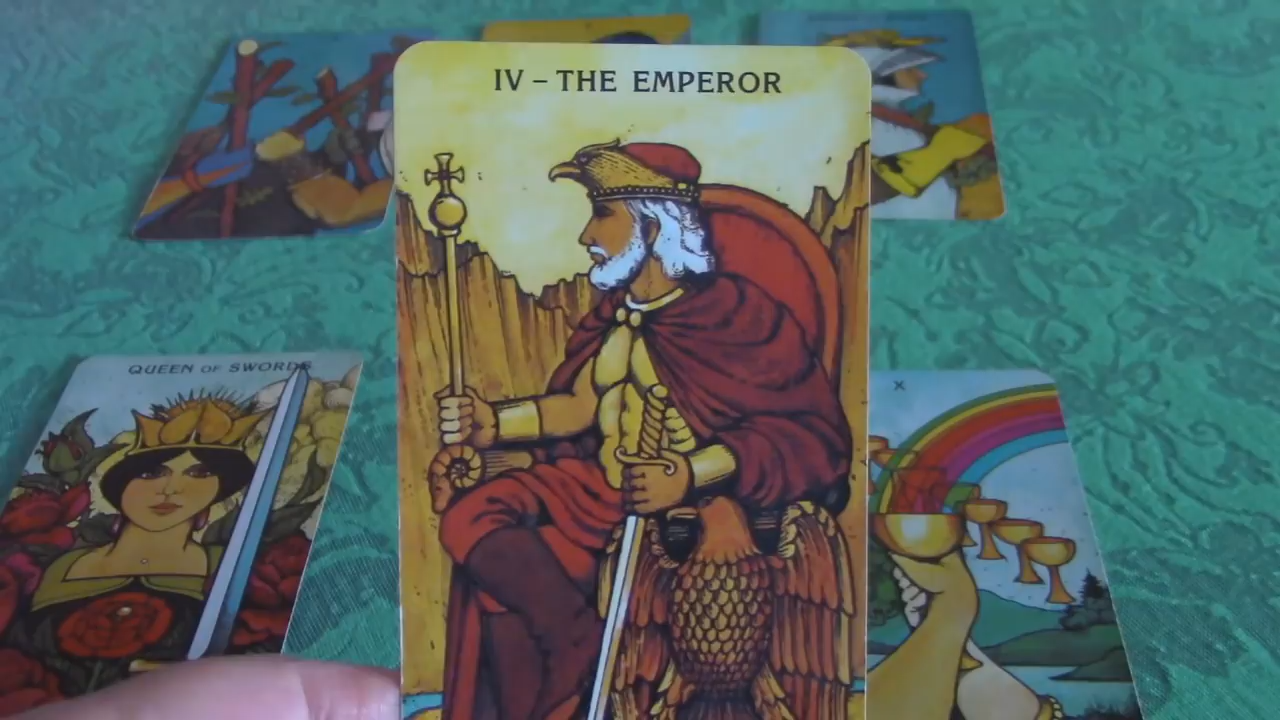 IV – THE EMPEROR
QUEEN OF SWORDS
X